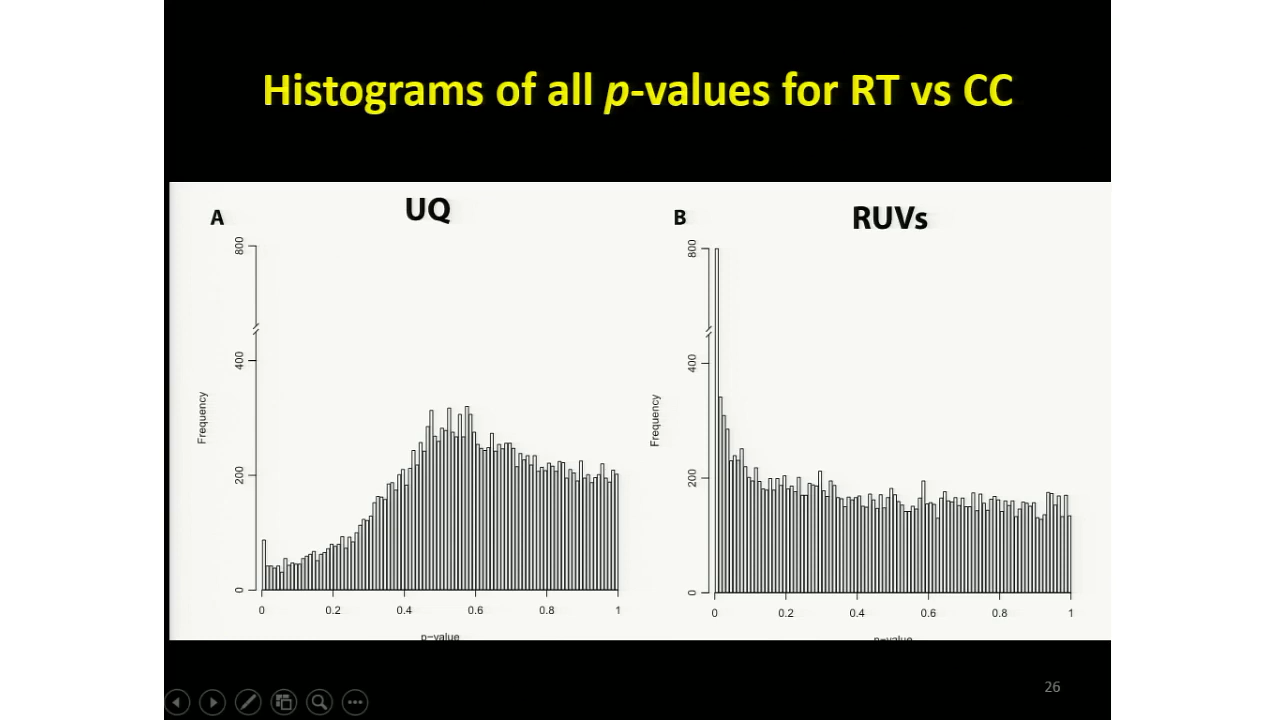 Histograms of all p-values for RT vs CC
A
UQ
800
400
200
0
Frequency
0 0.2 0.4 0.6 0.8 1
p-value
B
RUVs
800
400
200
0
Frequency
0 0.2 0.4 0.6 0.8 1
p-value
26